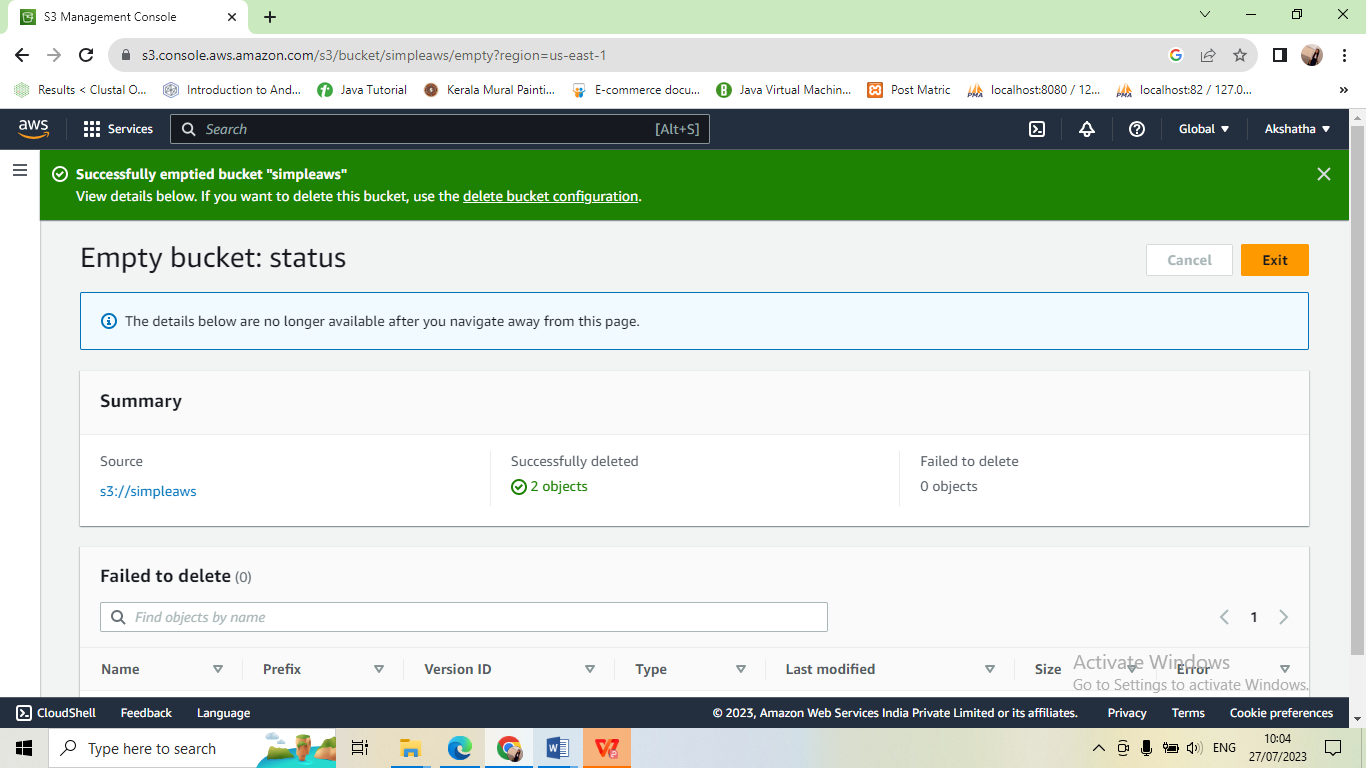 S3 Management Console
s3.console.aws.amazon.com/s3/bucket/simpleaws/empty?region=us-east-1
Results < Clustal O...
Introduction to And...
Java Tutorial
Kerala Mural Painti...
E-commerce docu...
Java Virtual Machin...
Post Matric
localhost:8080 / 12...
localhost:82 / 127.0...
aws
Services
Search
[Alt+S]
Global
Akshatha
Successfully emptied bucket "simpleaws"
View details below. If you want to delete this bucket, use the delete bucket configuration.
Empty bucket: status
Cancel
Exit
The details below are no longer available after you navigate away from this page.
Summary
Source
s3://simpleaws
Successfully deleted
2 objects
Failed to delete
0 objects
Failed to delete (0)
Find objects by name
1
Name
Prefix
Version ID
Type
Last modified
Size
Error
Activate Windows
Go to Settings to activate Windows.
CloudShell
Feedback
Language
© 2023, Amazon Web Services India Private Limited or its affiliates.
Privacy
Terms
Cookie preferences
Type here to search
ENG
10:04
27/07/2023